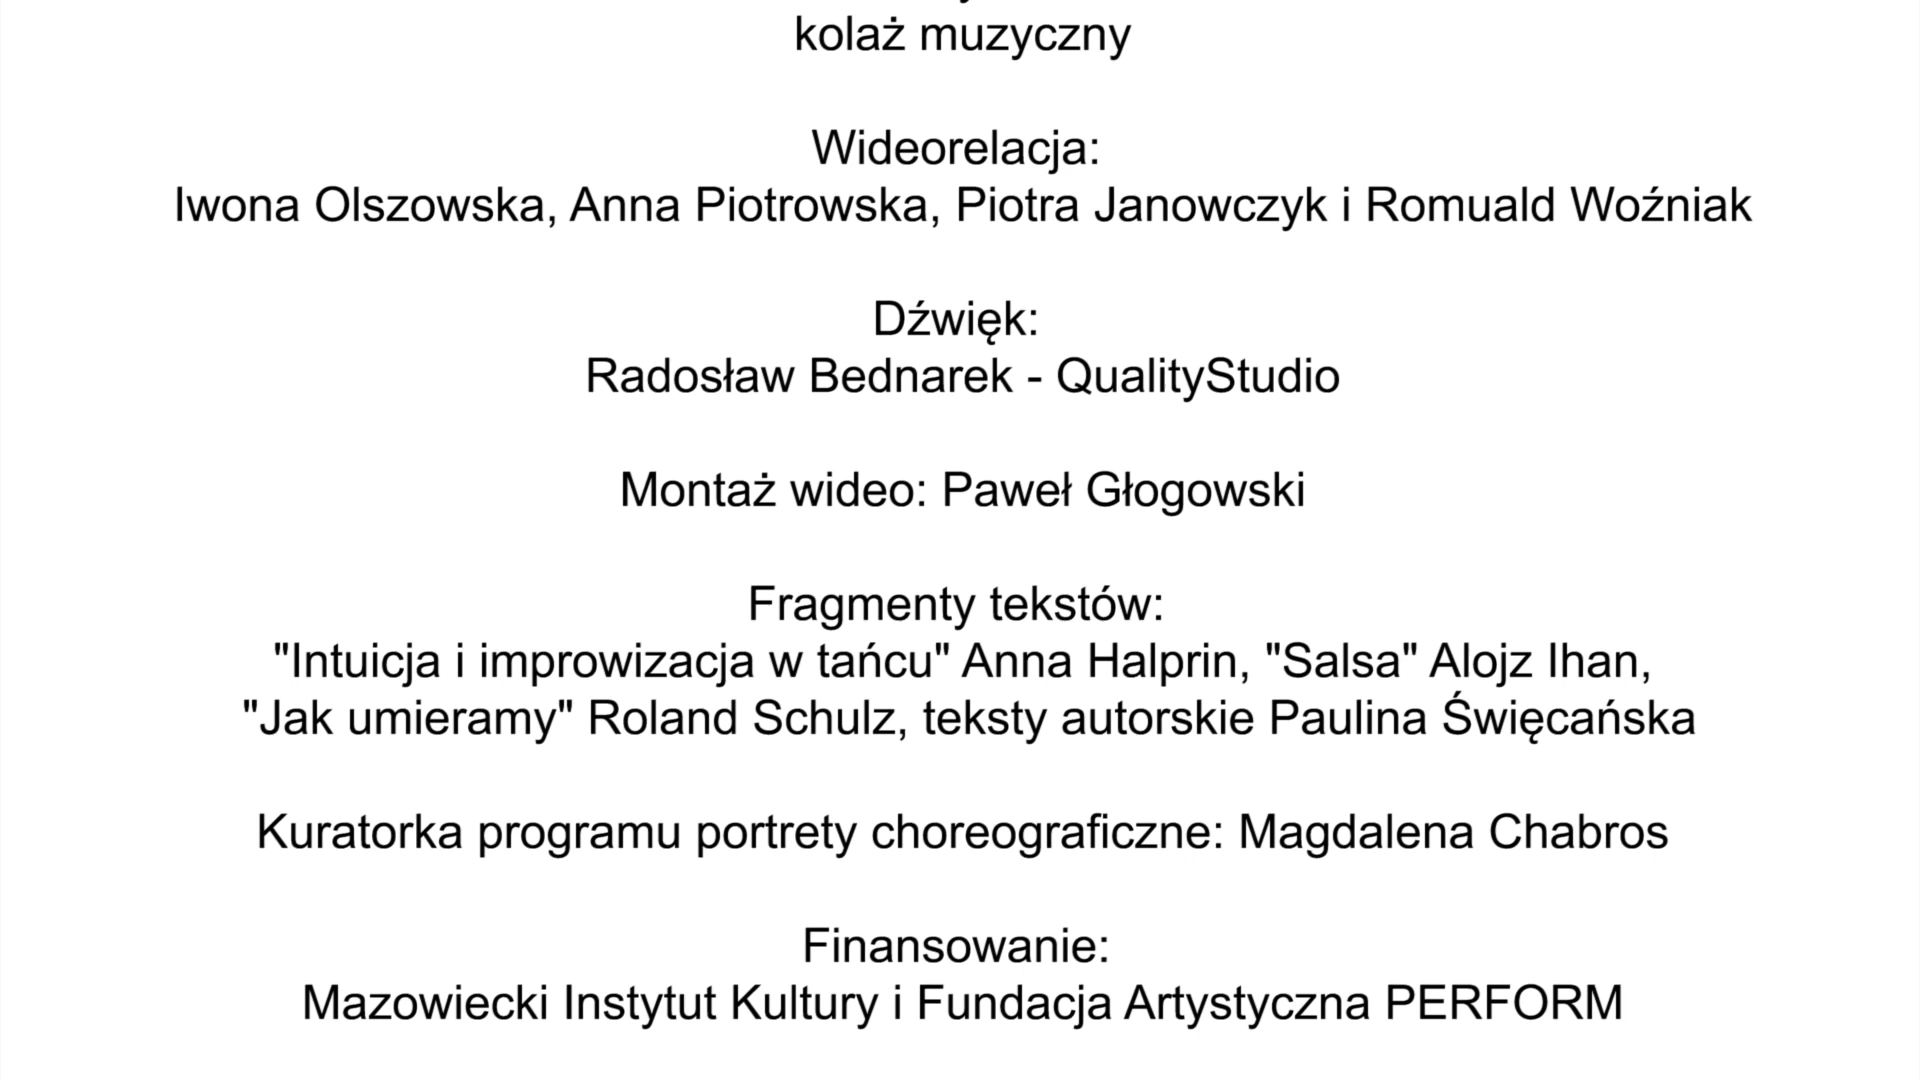 kolaż muzyczny
Wideorelacja:
Iwona Olszowska, Anna Piotrowska, Piotra Janowczyk i Romuald Woźniak
Dźwięk:
Radosław Bednarek - QualityStudio
Montaż wideo: Paweł Głogowski
Fragmenty tekstów:
"Intuicja i improwizacja w tańcu" Anna Halprin, "Salsa" Alojz Ihan,
"Jak umieramy" Roland Schulz, teksty autorskie Paulina Święcańska
Kuratorka programu portrety choreograficzne: Magdalena Chabros
Finansowanie:
Mazowiecki Instytut Kultury i Fundacja Artystyczna PERFORM